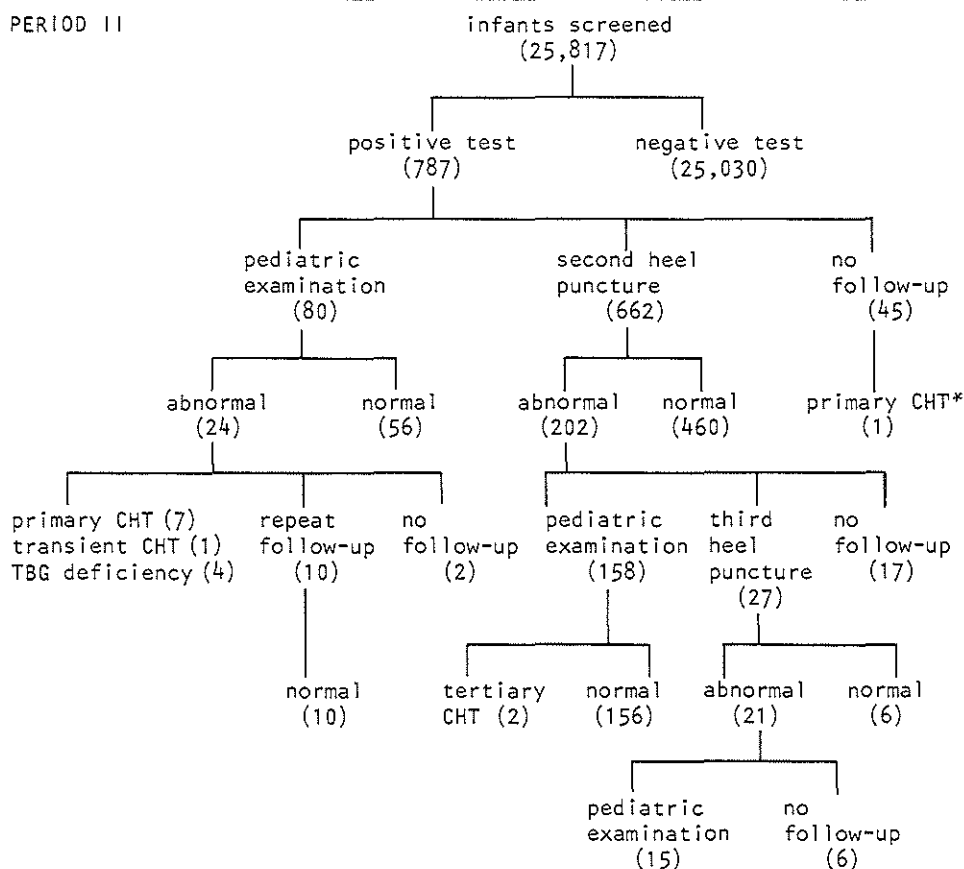 PERIOD II
infants screened
(25,817)
positive test
(787)
negative test
(25,030)
pediatric
examination
(80)
second heel
puncture
(662)
no
follow-up
(45)
abnormal
(24)
normal
(56)
abnormal
(202)
normal
(460)
primary CHT*
(1)
primary CHT (7)
transient CHT (1)
TBG deficiency (4)
repeat
follow-up
(10)
no
follow-up
(2)
pediatric
examination
(158)
third
heel
puncture
(27)
no
follow-up
(17)
normal
(10)
tertiary
CHT (2)
normal
(156)
abnormal
(21)
normal
(6)
pediatric
examination
(15)
no
follow-up
(6)